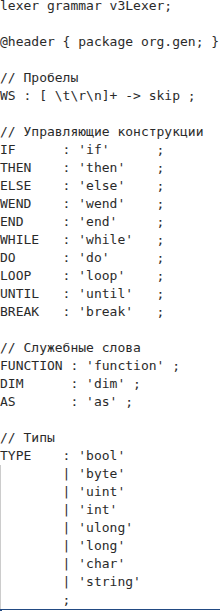 lexer grammar v3Lexer;
@header { package org.gen; }
// Пробелы
WS : [ \t\r\n]+ -> skip ;
// Управляющие конструкции
IF      : 'if'      ;
THEN    : 'then'    ;
ELSE    : 'else'    ;
WEND    : 'wend'    ;
END     : 'end'     ;
WHILE   : 'while'   ;
DO      : 'do'      ;
LOOP    : 'loop'    ;
UNTIL   : 'until'   ;
BREAK   : 'break'   ;
// Служебные слова
FUNCTION : 'function' ;
DIM      : 'dim' ;
AS       : 'as' ;
// Типы
TYPE    : 'bool'
        | 'byte'
        | 'uint'
        | 'int'
        | 'ulong'
        | 'long'
        | 'char'
        | 'string'
        ;